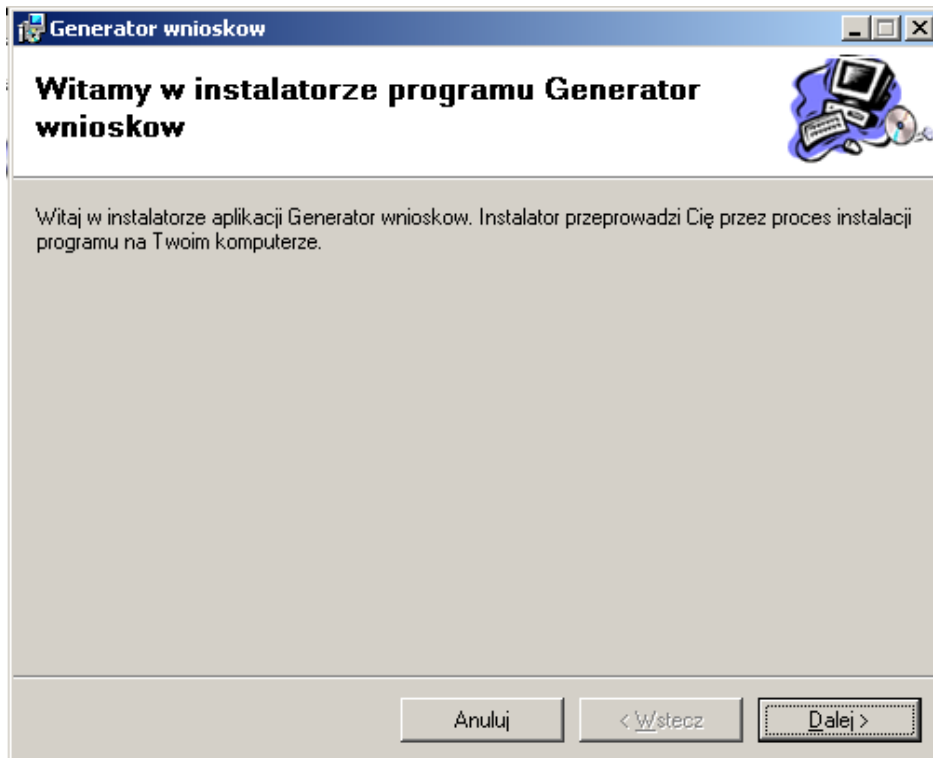 Generator wnioskow
Witamy w instalatorze programu Generator
wnioskow
Witaj w instalatorze aplikacji Generator wnioskow. Instalator przeprowadzi Cię przez proces instalacji
programu na Twoim komputerze.
Anuluj < Wstecz Dalej >